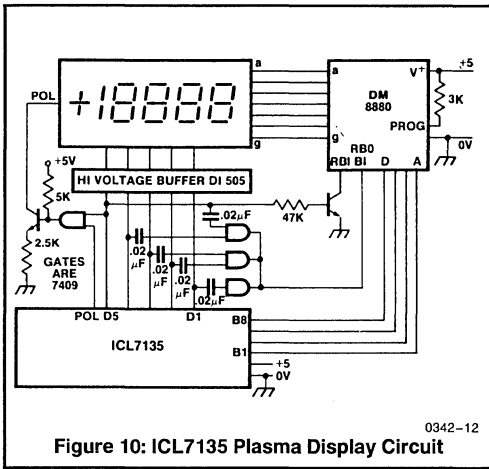 POL
+18888
a
g
a
g
DM
8880
V+
+5
3K
PROG
0V
RB0
RBI BI D A
+5V
5K
HI VOLTAGE BUFFER DI 505
.02µF
47K
2.5K
GATES
ARE
7409
.02
µF
.02
µF
.02
µF
.02µF
POL D5 D1
ICL7135
B8
B1
+5
0V
0342–12
Figure 10: ICL7135 Plasma Display Circuit